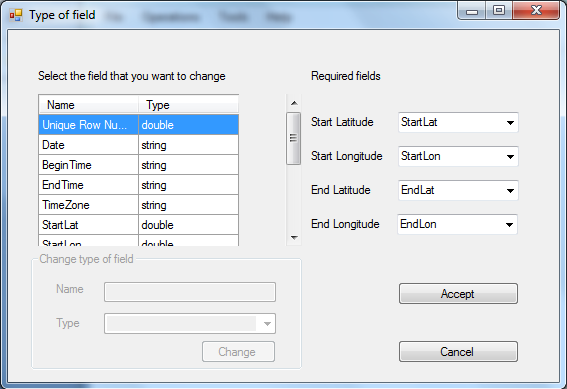 Type of field
File Operations Tools Help
Select the field that you want to change
Required fields
Name Type
Unique Row Nu... double
Date string
BeginTime string
EndTime string
TimeZone string
StartLat double
StartLon double
Start Latitude StartLat
Start Longitude StartLon
End Latitude EndLat
End Longitude EndLon
Change type of field
Name
Type
Change
Accept
Cancel